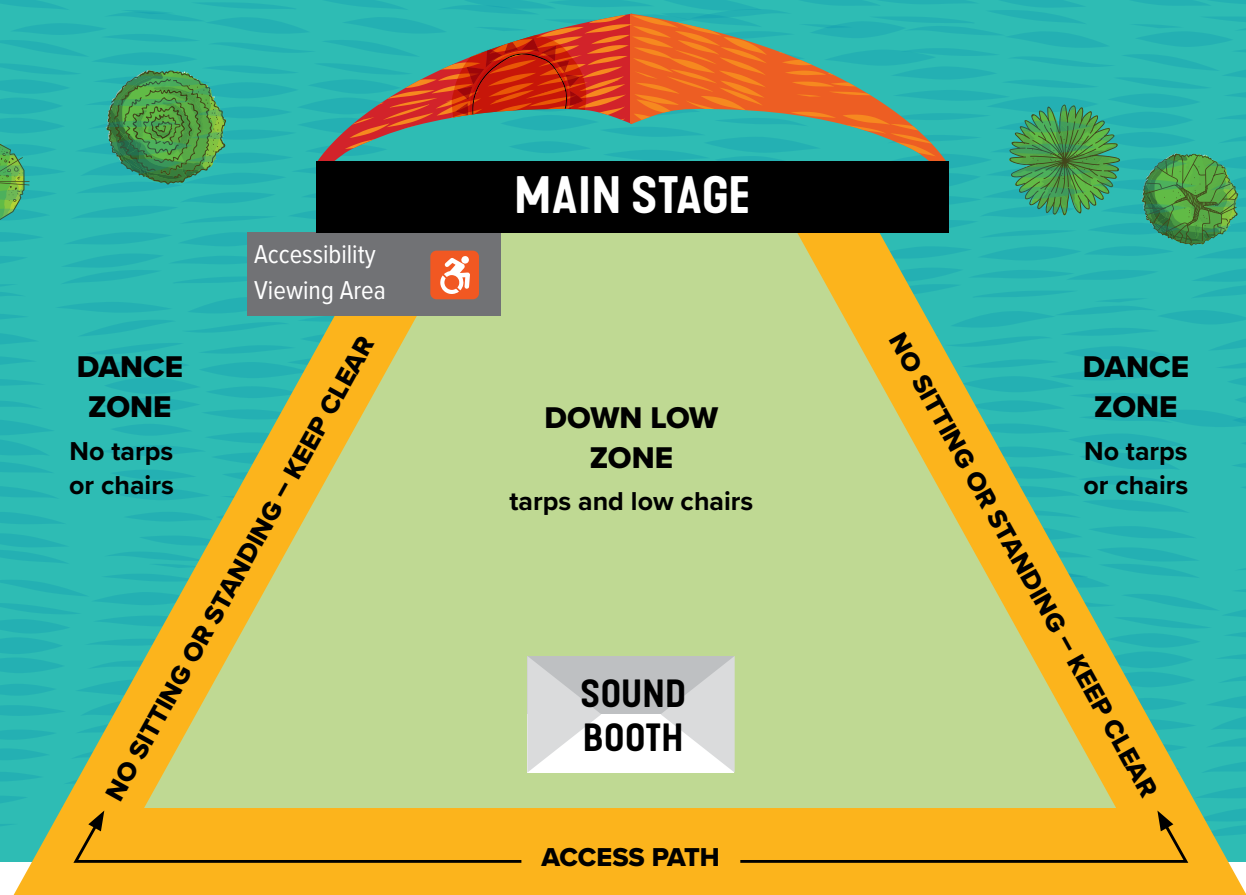 MAIN STAGE
Accessibility
Viewing Area
DANCE
ZONE
No tarps
or chairs
NO SITTING OR STANDING – KEEP CLEAR
DOWN LOW
ZONE
tarps and low chairs
NO SITTING OR STANDING – KEEP CLEAR
DANCE
ZONE
No tarps
or chairs
SOUND
BOOTH
ACCESS PATH